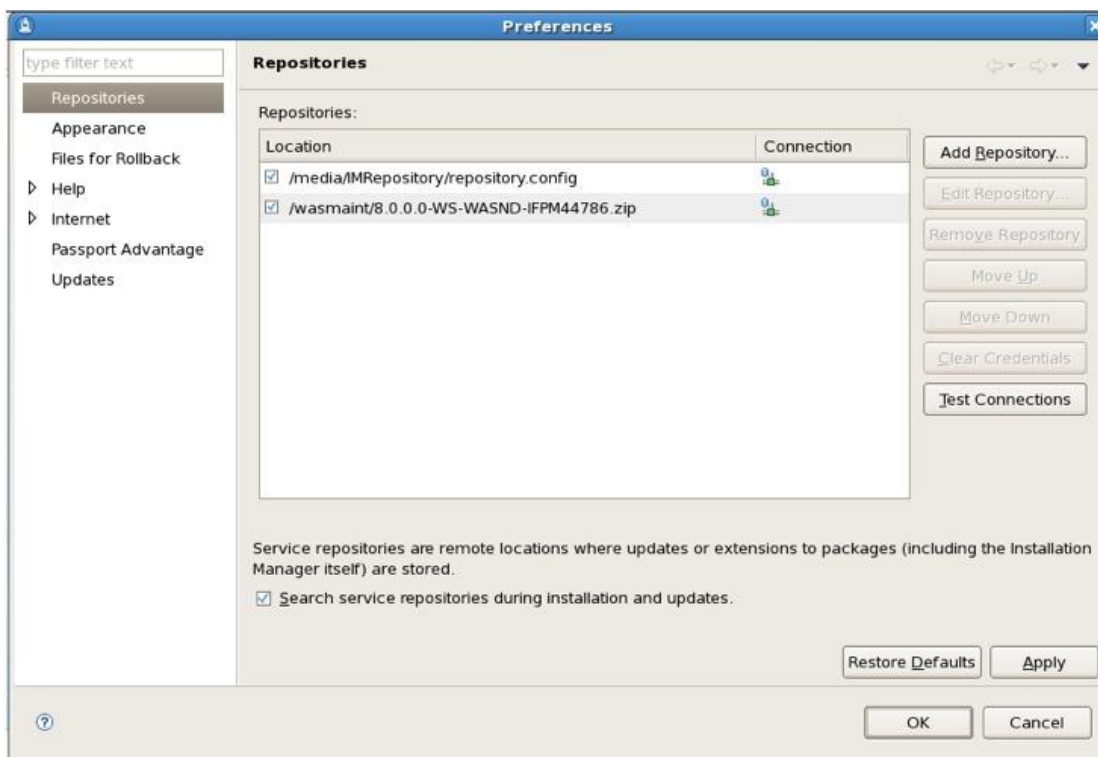 Preferences
type filter text
Repositories
Appearance
Files for Rollback
Help
Internet
Passport Advantage
Updates
Repositories
Repositories:
Location Connection
/media/IMRepository/repository.config
/wasmaint/8.0.0.0-WS-WASND-IFPM44786.zip
Add Repository...
Edit Repository...
Remove Repository
Move Up
Move Down
Clear Credentials
Test Connections
Service repositories are remote locations where updates or extensions to packages (including the Installation
Manager itself) are stored.
Search service repositories during installation and updates.
Restore Defaults Apply
OK Cancel